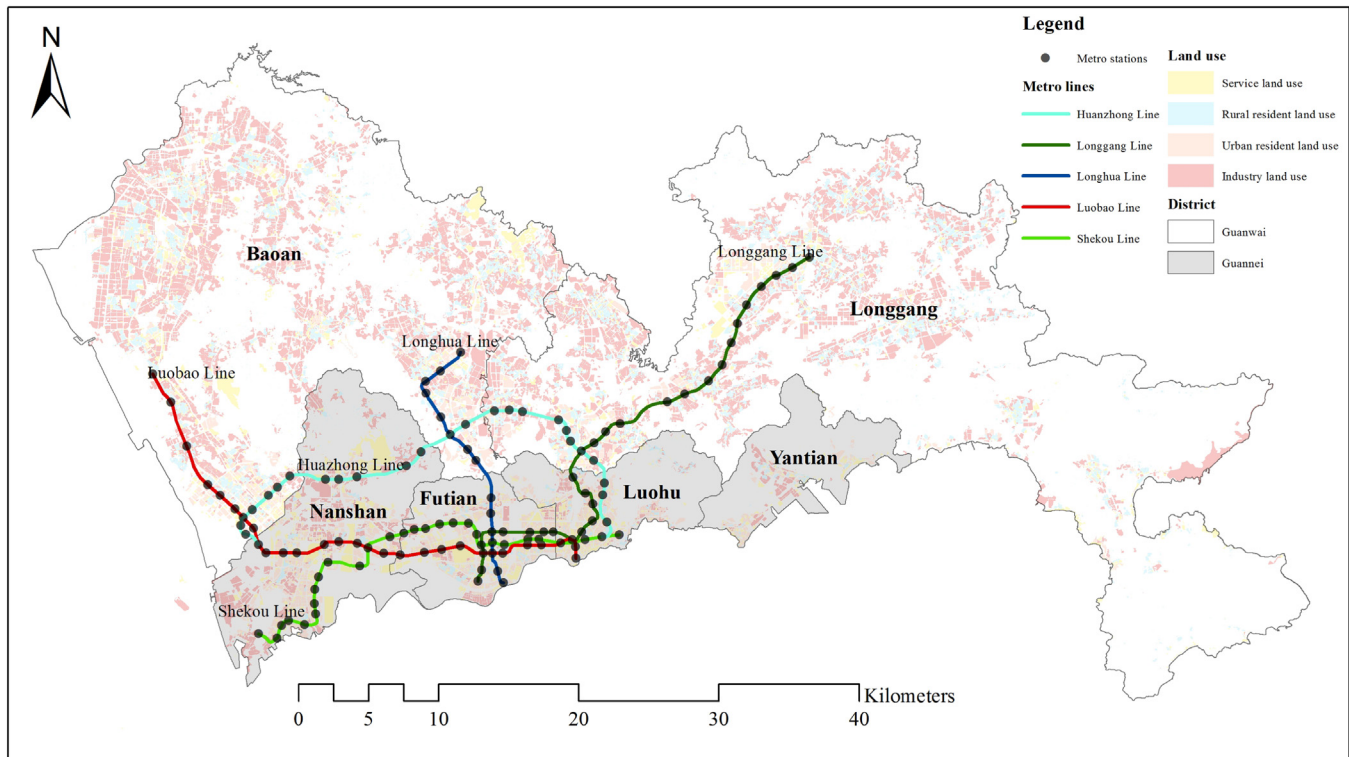 N
Legend
Metro stations
Metro lines
Huanzhong Line
Longgang Line
Longhua Line
Luobao Line
Shekou Line
Land use
Service land use
Rural resident land use
Urban resident land use
Industry land use
District
Guanwai
Guannei
Baoan
Longgang Line
Longgang
Longhua Line
Luobao Line
Huazhong Line
Yantian
Futian
Luohu
Nanshan
Shekou Line
Kilometers
0 5 10 20 30 40